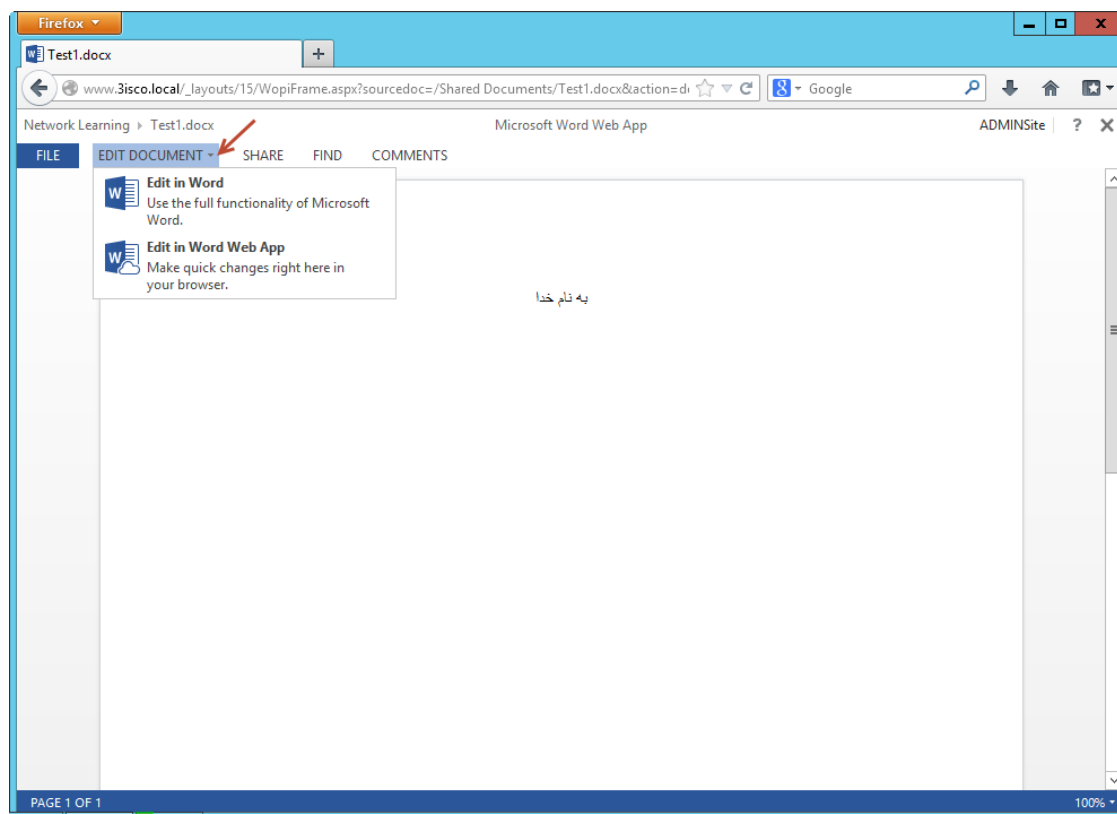 Firefox
Test1.docx
www.3isco.local/_layouts/15/WopiFrame.aspx?sourcedoc=/Shared Documents/Test1.docx&action=d
Google
Network Learning
Test1.docx
Microsoft Word Web App
ADMINSite
?
FILE
EDIT DOCUMENT
SHARE
FIND
COMMENTS
Edit in Word
Use the full functionality of Microsoft
Word.
Edit in Word Web App
Make quick changes right here in
your browser.
به نام خدا
PAGE 1 OF 1
100%